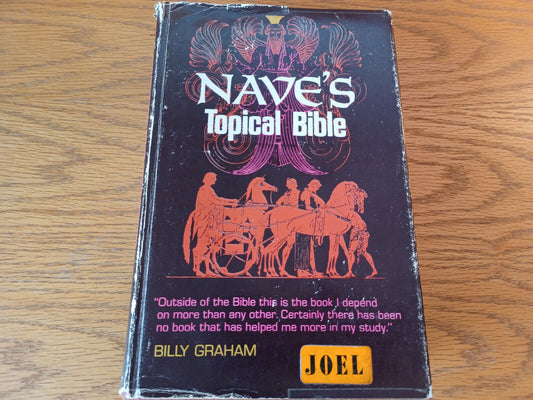 NAVE'S
Topical Bible
"Outside of the Bible this is the book I depend
on more than any other. Certainly there has been
no book that has helped me more in my study."
BILLY GRAHAM
JOEL